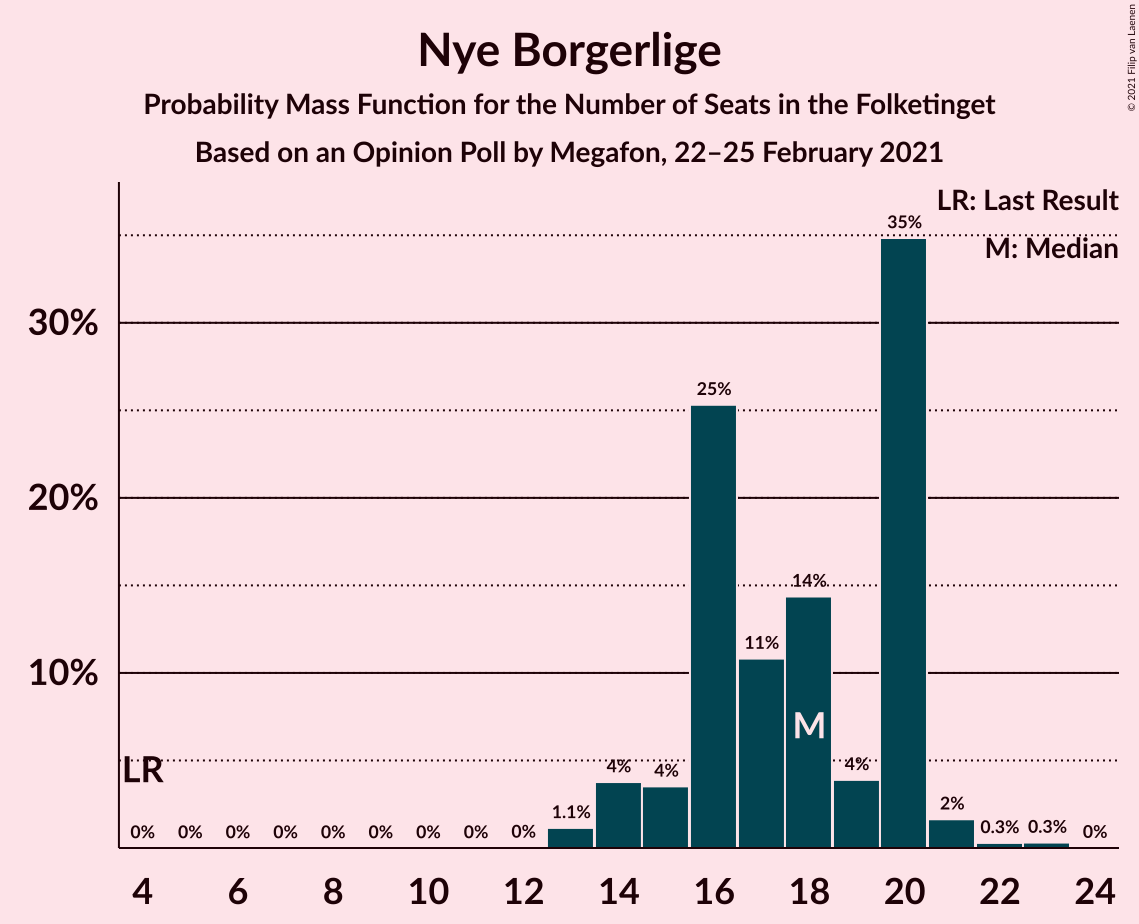 Nye Borgerlige
Probability Mass Function for the Number of Seats in the Folketinget
Based on an Opinion Poll by Megafon, 22–25 February 2021
© 2021 Filip van Laenen
LR: Last Result
M: Median
30%
20%
10%
LR
0% 0% 0% 0% 0% 0% 0% 0% 0% 1.1% 4% 4% 25% 11% 14% 4% 35% 2% 0.3% 0.3% 0%
M
4 6 8 10 12 14 16 18 20 22 24